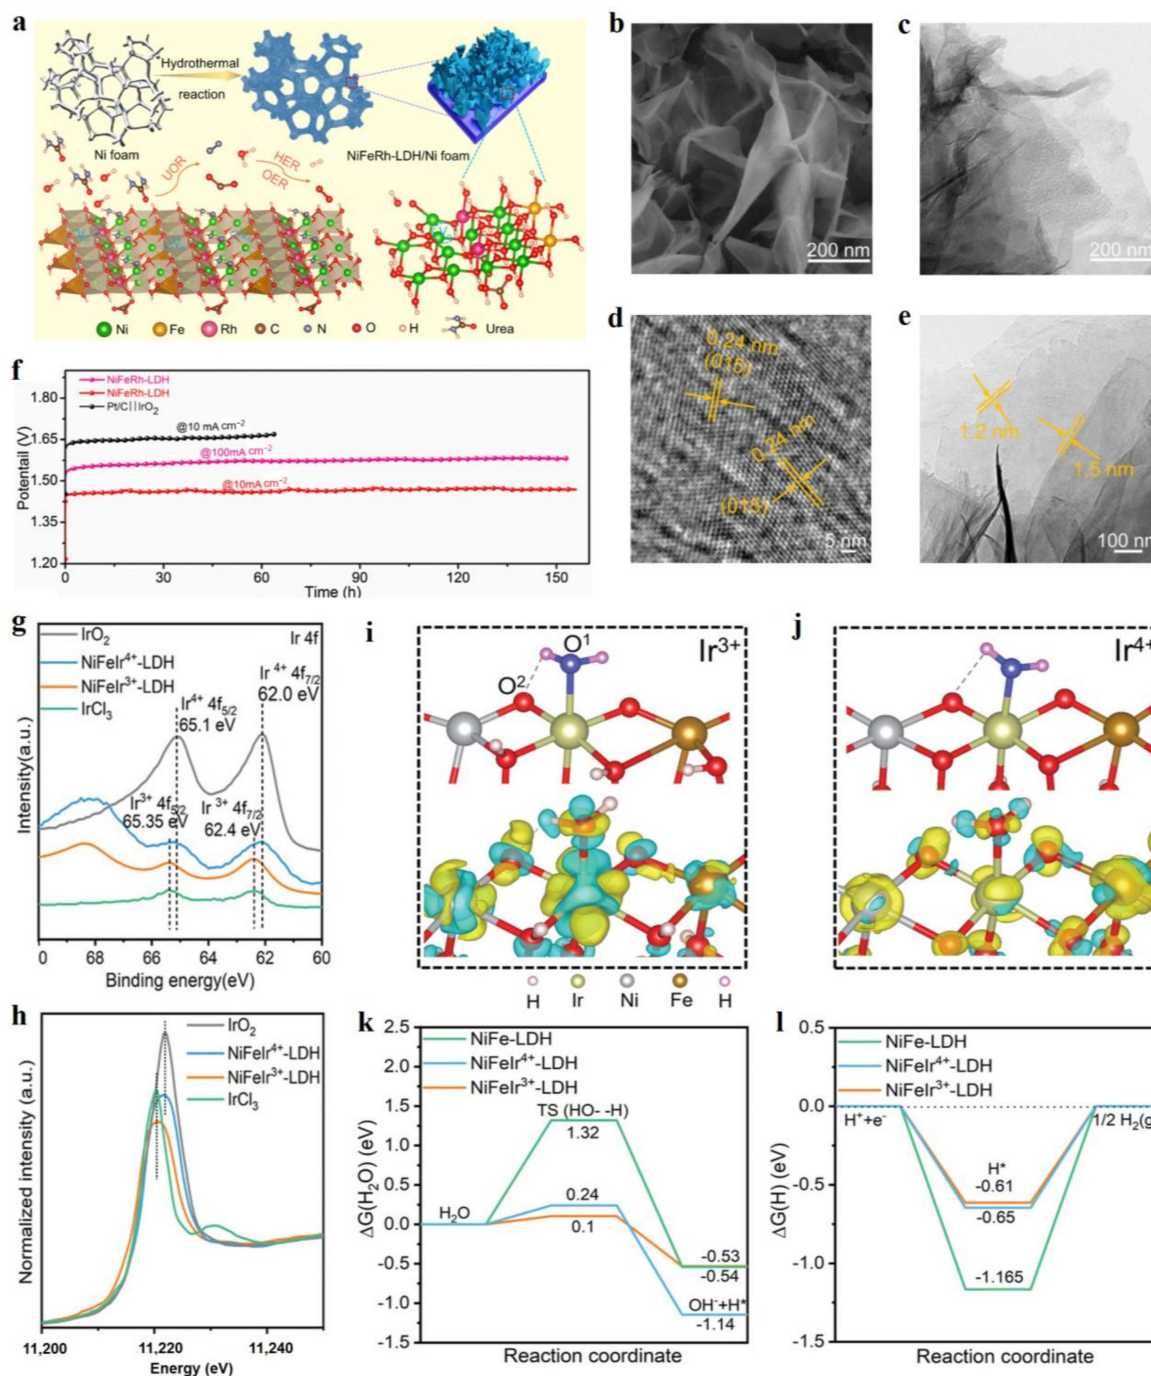 a
Hydrothermal
reaction
Ni foam
NiFeRh-LDH/Ni foam
UOR
HER
OER
Ni Fe Rh C N O H Urea
b
200 nm
c
200 nm
d
0.24 nm
(015)
0.24 nm
(015)
5 nm
e
1.2 nm
1.5 nm
100 nm
f
NiFeRh-LDH
NiFeRh-LDH
Pt/C||IrO₂
@10 mA cm⁻²
@100mA cm⁻²
@10mA cm⁻²
Potentail (V)
1.80
1.65
1.50
1.35
1.20
0 30 60 90 120 150
Time (h)
g
IrO₂
NiFeIr⁴⁺-LDH
NiFeIr³⁺-LDH
IrCl₃
Ir 4f
Ir⁴⁺ 4f₅/₂
65.1 eV
Ir ⁴⁺ 4f₇/₂
62.0 eV
Ir³⁺ 4f₅/₂
65.35 eV
Ir ³⁺ 4f₇/₂
62.4 eV
Intensity(a.u.)
68 66 64 62 60
Binding energy(eV)
i
O¹
O²
Ir³⁺
j
Ir⁴⁺
H Ir Ni Fe H
h
IrO₂
NiFeIr⁴⁺-LDH
NiFeIr³⁺-LDH
IrCl₃
Normalized intensity (a.u.)
11,200 11,220 11,240
Energy (eV)
k
NiFe-LDH
NiFeIr⁴⁺-LDH
NiFeIr³⁺-LDH
TS (HO- -H)
1.32
H₂O
0.24
0.1
-0.53
-0.54
OH⁻+H*
-1.14
ΔG(H₂O) (eV)
2.5
2.0
1.5
1.0
0.5
0.0
-0.5
-1.0
-1.5
Reaction coordinate
l
NiFe-LDH
NiFeIr⁴⁺-LDH
NiFeIr³⁺-LDH
H⁺+e⁻
1/2 H₂(g
H*
-0.61
-0.65
-1.165
ΔG(H) (eV)
0.5
0.0
-0.5
-1.0
-1.5
Reaction coordinate